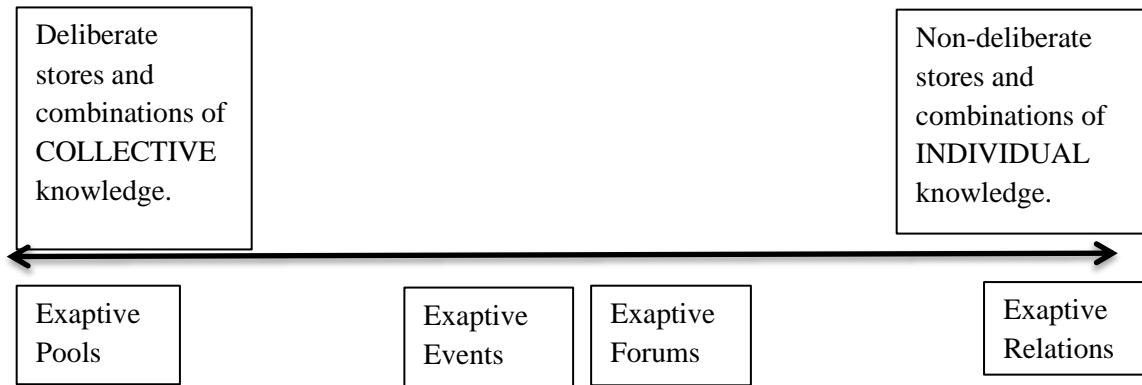 Deliberate
stores and
combinations of
COLLECTIVE
knowledge.
Non-deliberate
stores and
combinations of
INDIVIDUAL
knowledge.
Exaptive
Pools
Exaptive
Events
Exaptive
Forums
Exaptive
Relations